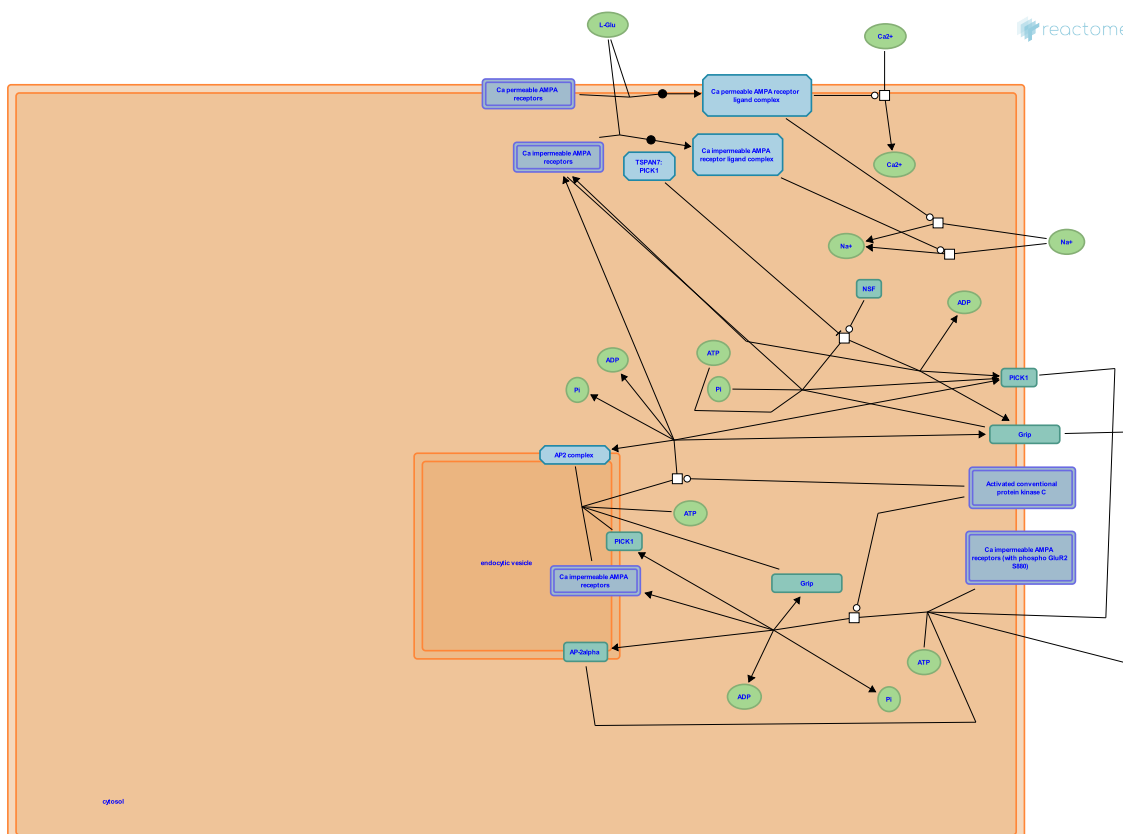 L-Glu
Ca2+
reactome
Ca permeable AMPA
receptors
Ca permeable AMPA receptor
ligand complex
Ca impermeable AMPA
receptors
TSPAN7:
PICK1
Ca impermeable AMPA
receptor ligand complex
Ca2+
Na+
Na+
NSF
ADP
ADP
ATP
Pi
Pi
PICK1
Grip
AP2 complex
Activated conventional
protein kinase C
ATP
PICK1
Ca impermeable AMPA
receptors (with phospho GluR2
S880)
endocytic vesicle
Ca impermeable AMPA
receptors
Grip
AP-2alpha
ATP
ADP
Pi
cytosol